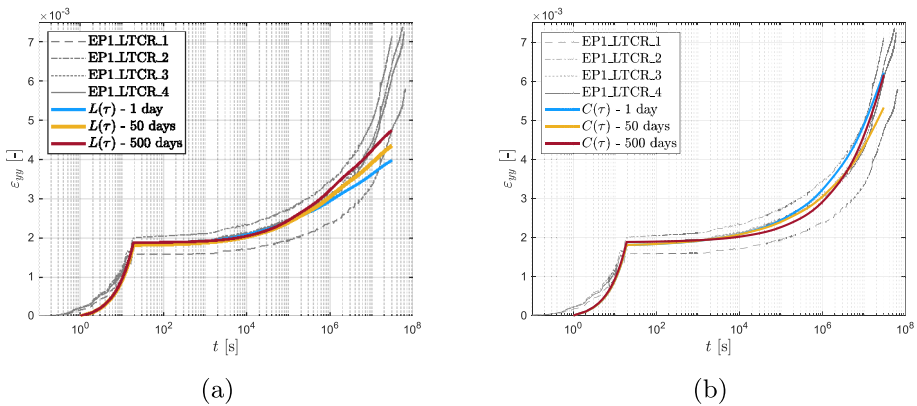 ×10⁻³
7
6
5
4
3
2
1
0
ε_yy [-]
EP1_LTCR_1
EP1_LTCR_2
EP1_LTCR_3
EP1_LTCR_4
L(τ) - 1 day
L(τ) - 50 days
L(τ) - 500 days
10⁰ 10² 10⁴ 10⁶ 10⁸
t [s]
(a)
×10⁻³
7
6
5
4
3
2
1
0
ε_yy [-]
EP1_LTCR_1
EP1_LTCR_2
EP1_LTCR_3
EP1_LTCR_4
C(τ) - 1 day
C(τ) - 50 days
C(τ) - 500 days
10⁰ 10² 10⁴ 10⁶ 10⁸
t [s]
(b)